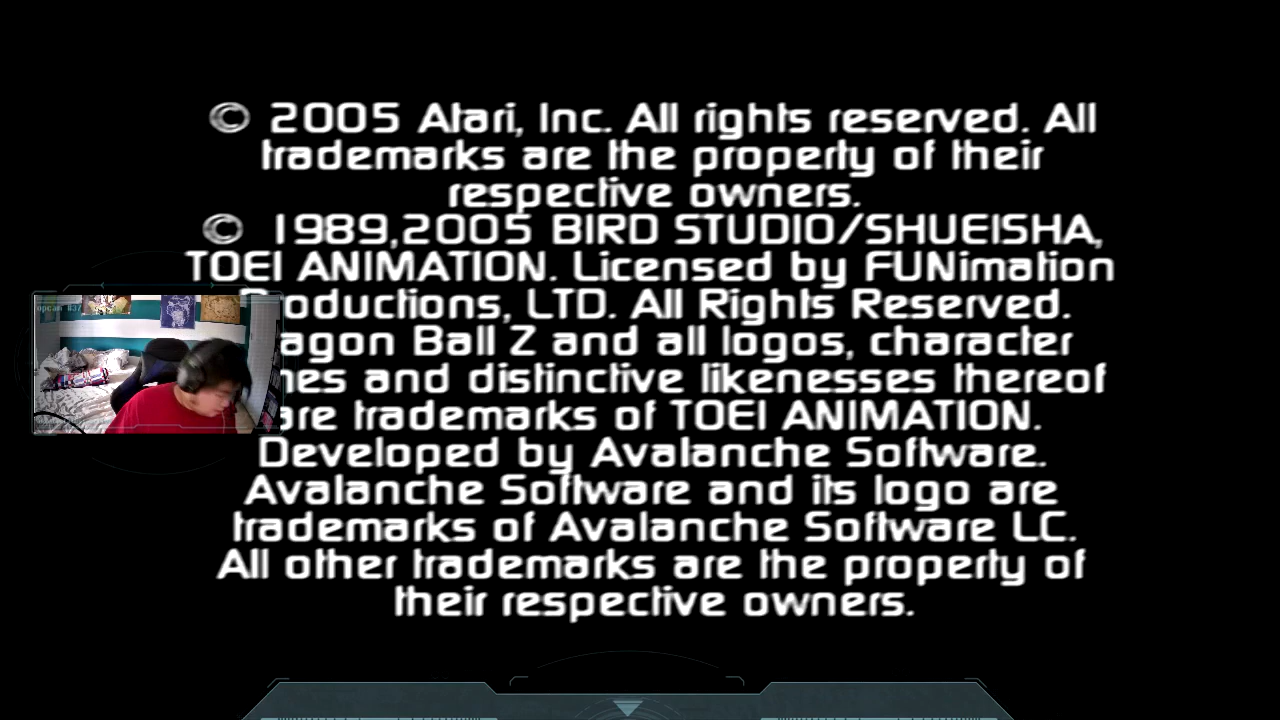 © 2005 Atari, Inc. All rights reserved. All
trademarks are the property of their
respective owners.
© 1989,2005 BIRD STUDIO/SHUEISHA,
TOEI ANIMATION. Licensed by FUNimation
Productions, LTD. All Rights Reserved.
agon Ball Z and all logos, character
mes and distinctive likenesses thereof
are trademarks of TOEI ANIMATION.
Developed by Avalanche Software.
Avalanche Software and its logo are
trademarks of Avalanche Software LC.
All other trademarks are the property of
their respective owners.